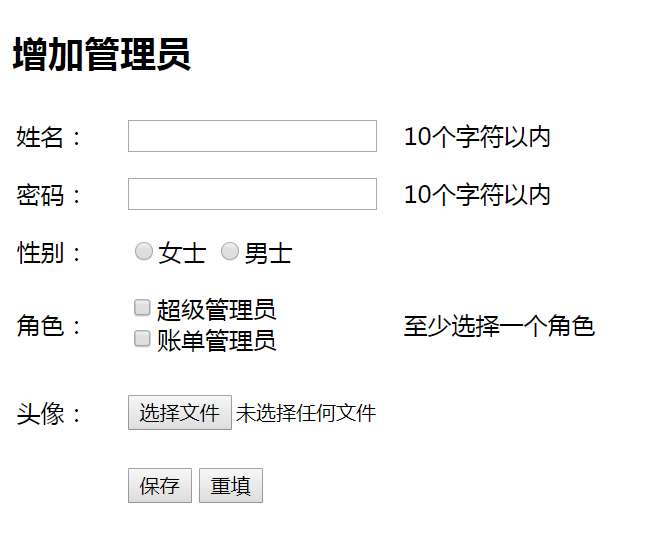 增加管理员
姓名： 10个字符以内
密码： 10个字符以内
性别： 女士 男士
角色： 超级管理员
账单管理员
至少选择一个角色
头像： 选择文件 未选择任何文件
保存 重填